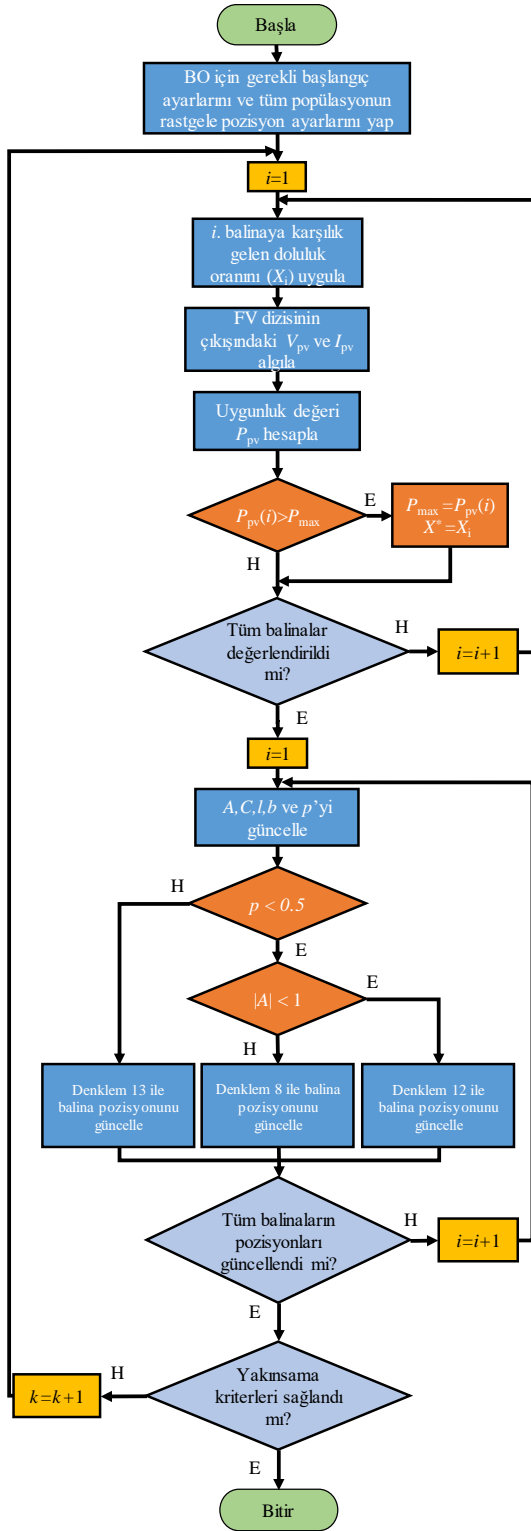 Başla
BO için gerekli başlangıç
ayarlarını ve tüm popülasyonun
rastgele pozisyon ayarlarını yap
i=1
i. balinaya karşılık
gelen doluluk
oranını (Xi) uygula
FV dizisinin
çıkışındaki Vpv ve Ipv
algıla
Uygunluk değeri
Ppv hesapla
Ppv(i)>Pmax
E
Pmax=Ppv(i)
X*=Xi
H
Tüm balinalar
değerlendirildi
mi?
H
i=i+1
E
i=1
A,C,l,b ve p’yi
güncelle
H
p < 0.5
E
|A| < 1
E
H
Denklem 13 ile balina
pozisyonunu
güncelle
Denklem 8 ile balina
pozisyonunu
güncelle
Denklem 12 ile
balina pozisyonunu
güncelle
Tüm balinaların
pozisyonları
güncellendi mi?
H
i=i+1
E
Yakınsama
kriterleri sağlandı
mı?
H
k=k+1
E
Bitir